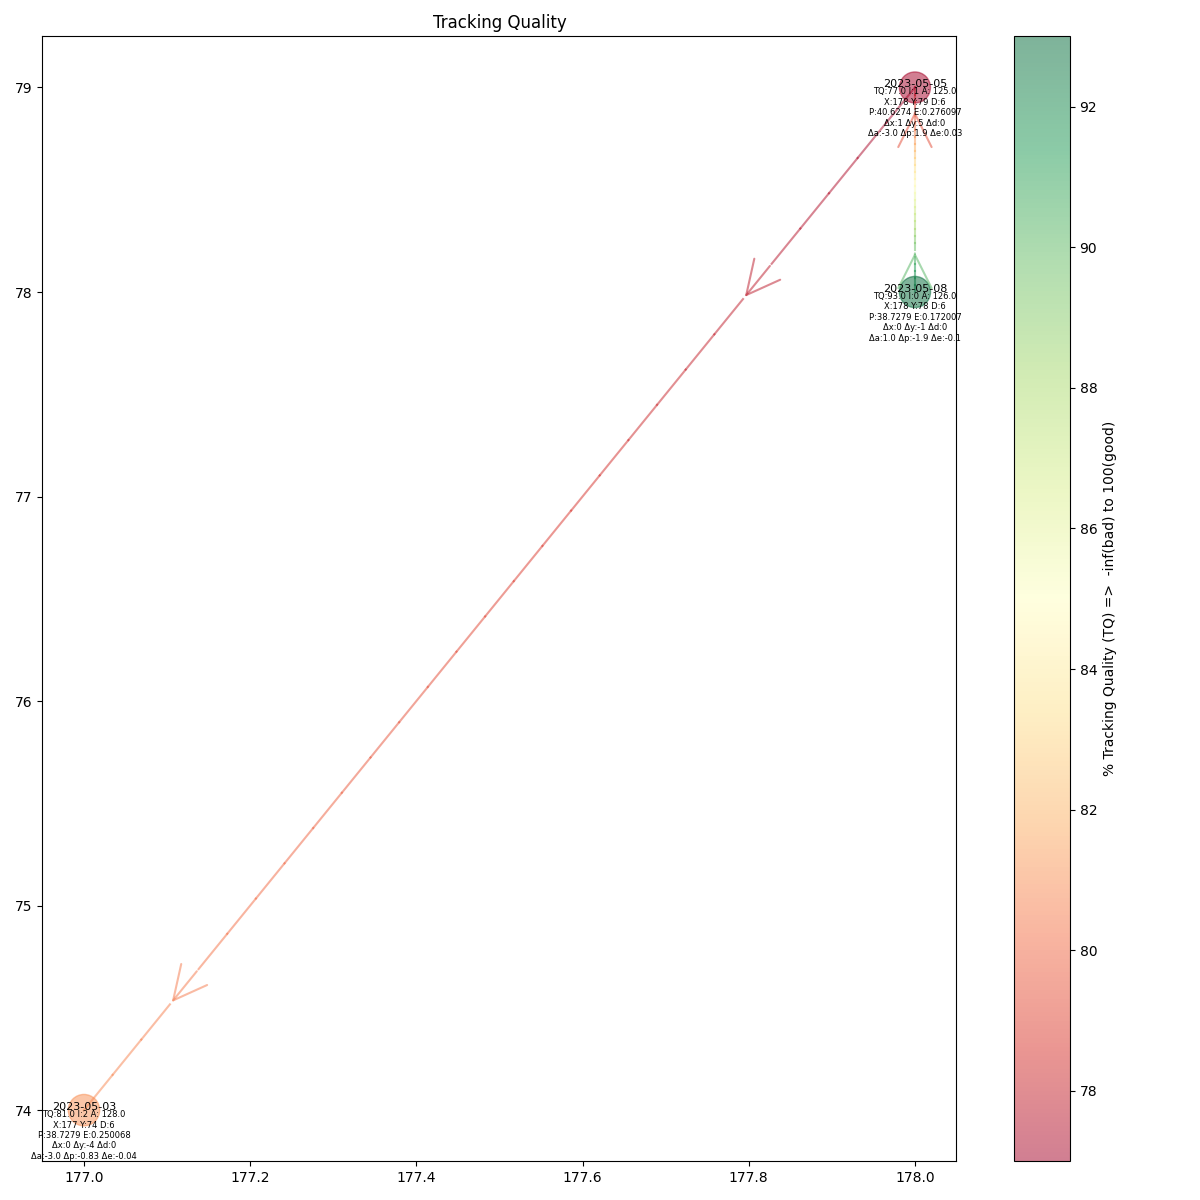 Tracking Quality
79
78
77
76
75
74
2023-05-05
TQ:77.0 I:1 A: 125.0
X:178 Y:79 D:6
P:40.6274 E:0.276097
Δx:1 Δy:5 Δd:0
Δa:-3.0 Δp:1.9 Δe:0.03
2023-05-08
TQ:93.0 I:0 A: 126.0
X:178 Y:78 D:6
P:38.7279 E:0.172007
Δx:0 Δy:-1 Δd:0
Δa:1.0 Δp:-1.9 Δe:-0.1
2023-05-03
TQ:81.0 I:2 A: 128.0
X:177 Y:74 D:6
P:38.7279 E:0.250068
Δx:0 Δy:-4 Δd:0
Δa:-3.0 Δp:-0.83 Δe:-0.04
177.0
177.2
177.4
177.6
177.8
178.0
92
90
88
86
84
82
80
78
% Tracking Quality (TQ) => -inf(bad) to 100(good)